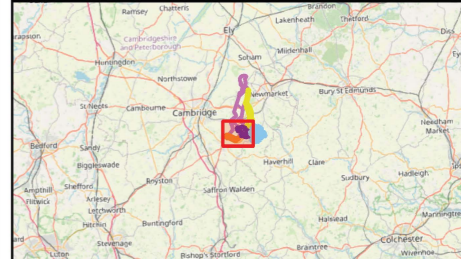 Ramsey
Chatteris
Brandon
Lakenheath
Thetford
Ely
Diss
Cambridgeshire
and Peterborough
Soham
Mildenhall
Huntingdon
Northstowe
Newmarket
Bury St Edmunds
St Neots
Cambourne
Cambridge
Needham
Market
Bedford
Sandy
Haverhill
Clare
Biggleswade
Sudbury
Hadleigh
Ampthill
Shefford
Royston
Saffron Walden
Flitwick
Arlesey
Letchworth
Manningtree
Buntingford
Halstead
Stevenage
Colchester
Luton
Bishop's Stortford
Braintree
Wivenhoe